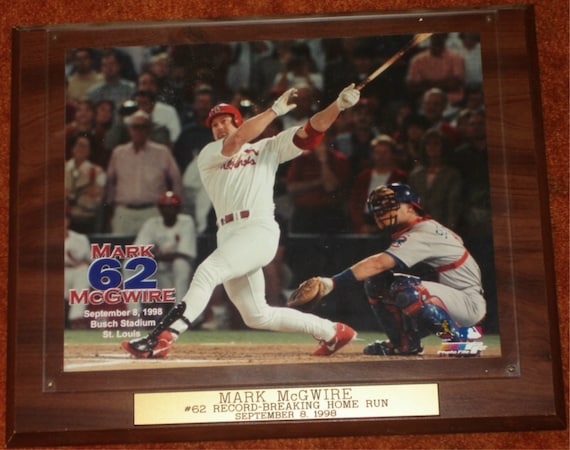 Cardinals
MARK
62
MCGWIRE
September 8, 1998
Busch Stadium
St. Louis
MARK McGWIRE
#62 RECORD-BREAKING HOME RUN
SEPTEMBER 8, 1998